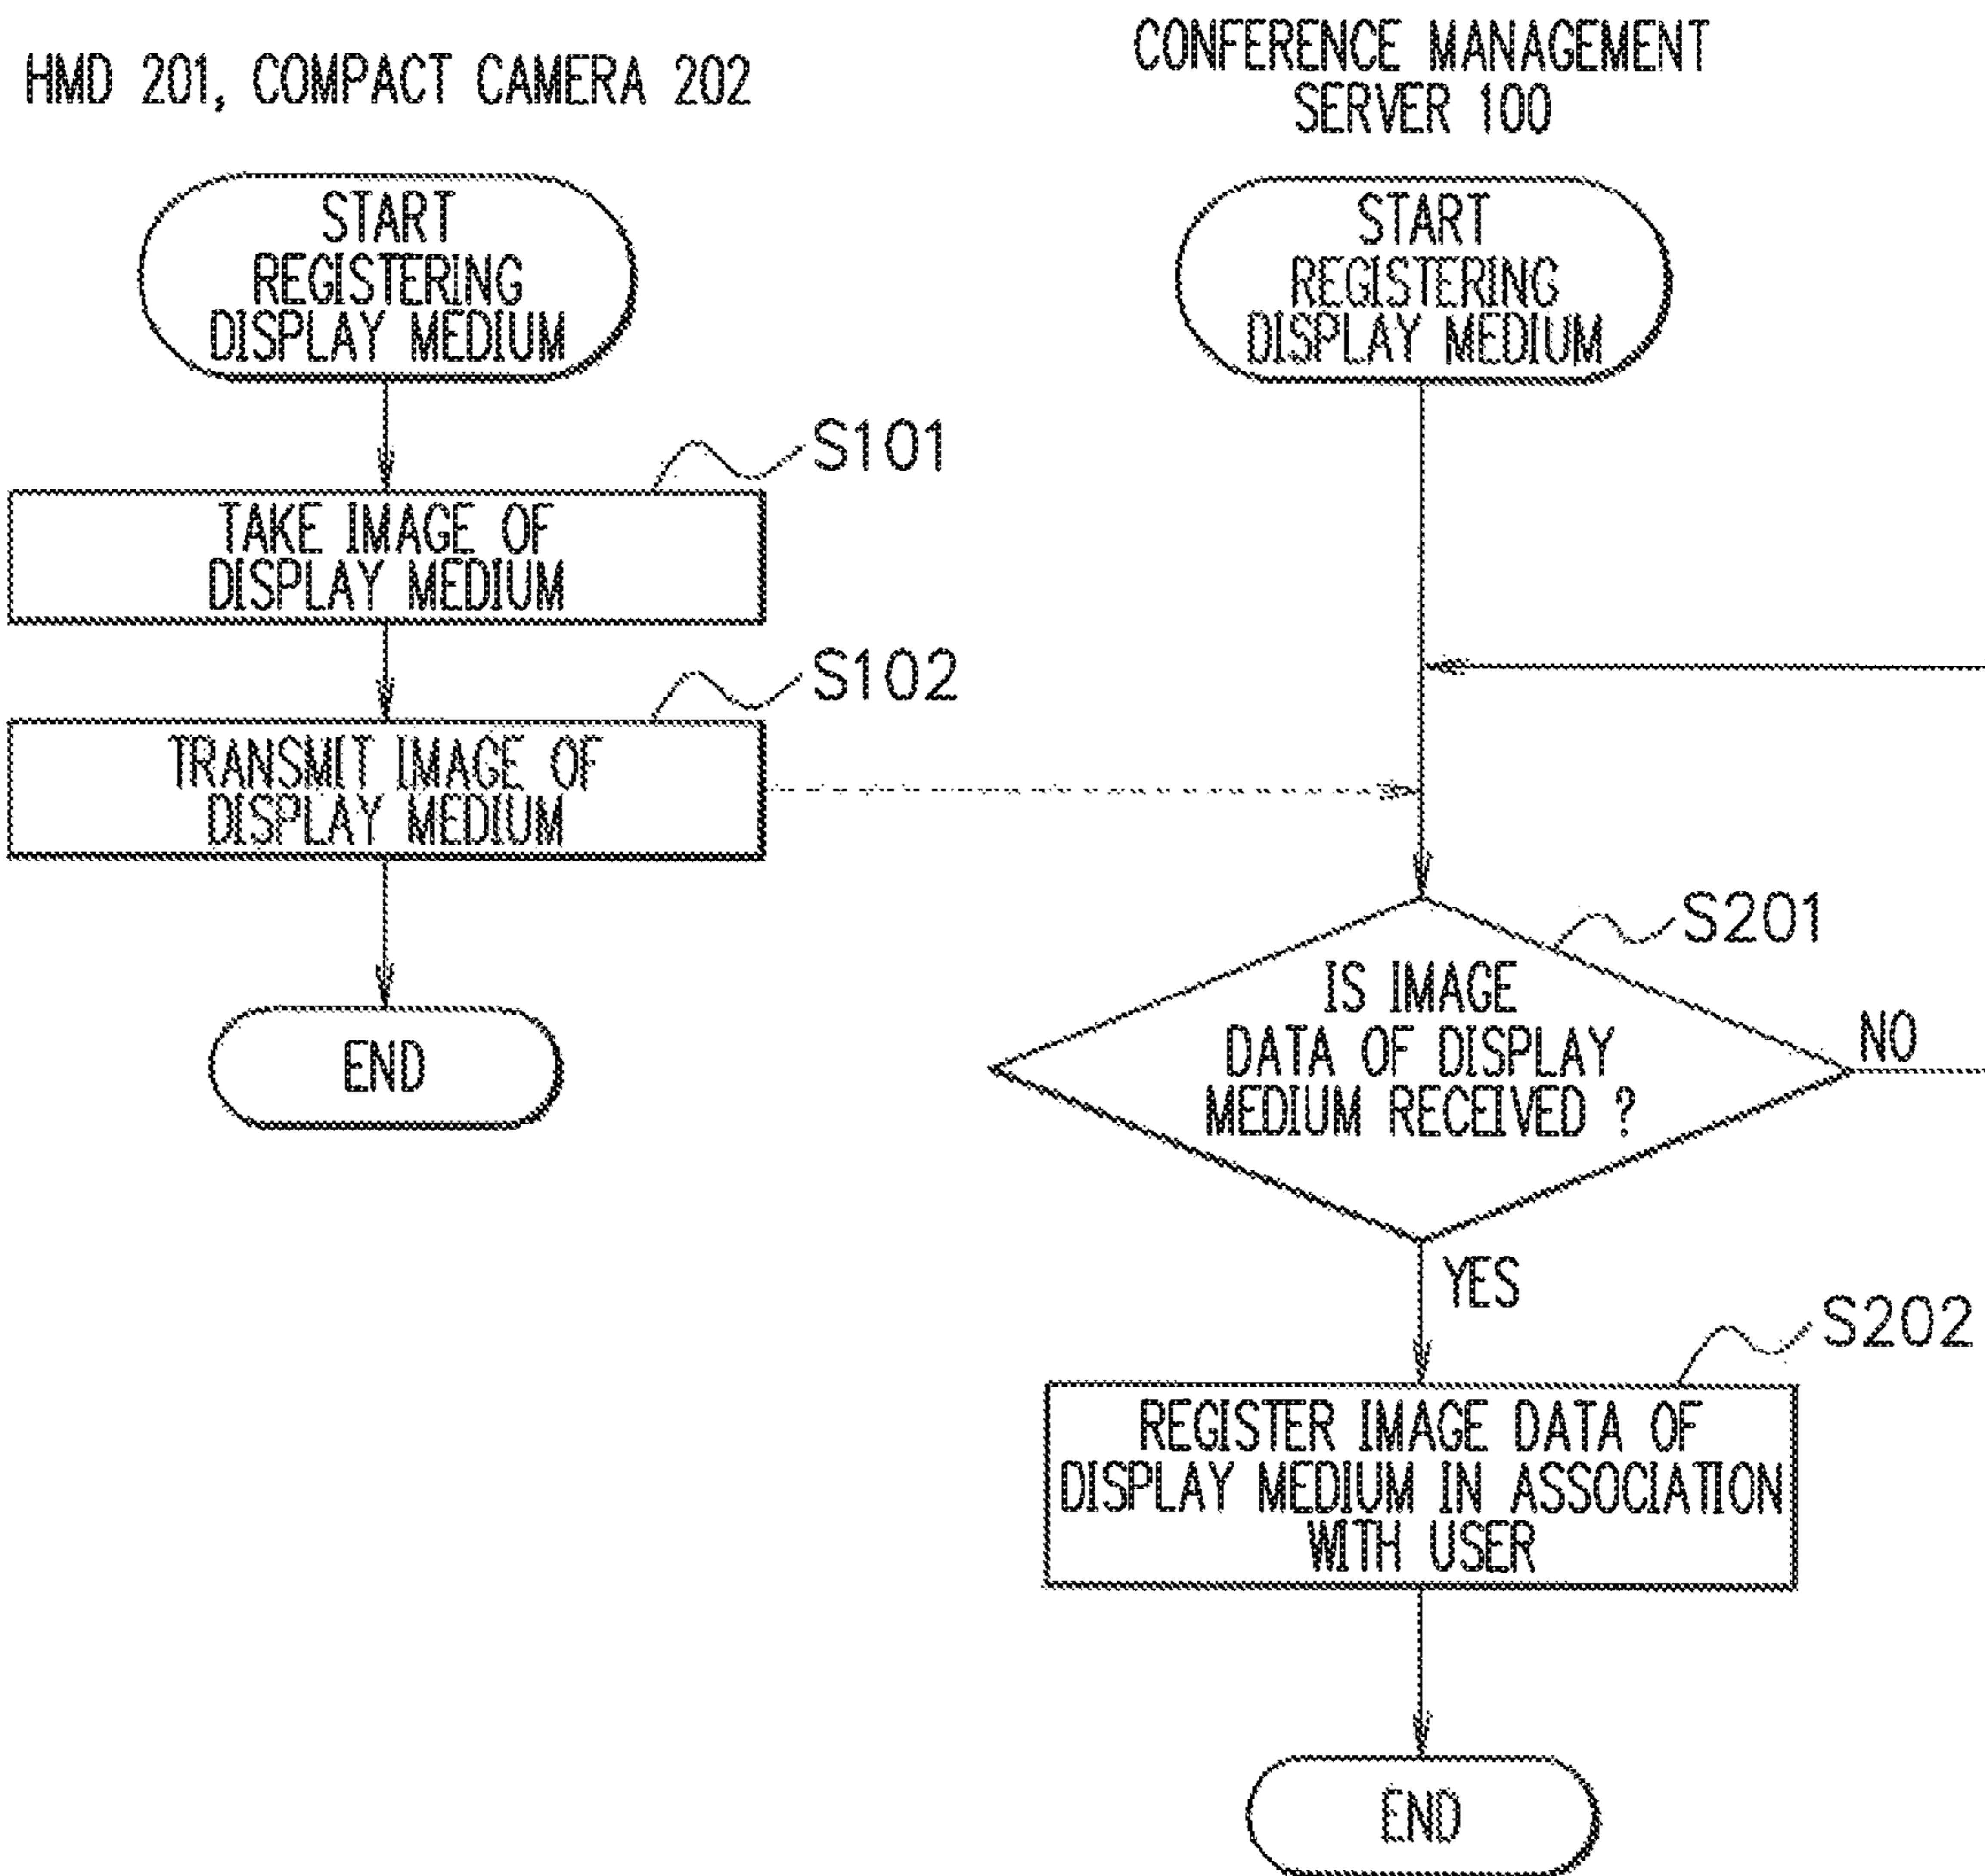 HMD 201, COMPACT CAMERA 202
START
REGISTERING
DISPLAY MEDIUM
S101
TAKE IMAGE OF
DISPLAY MEDIUM
S102
TRANSMIT IMAGE OF
DISPLAY MEDIUM
END
CONFERENCE MANAGEMENT
SERVER 100
START
REGISTERING
DISPLAY MEDIUM
S201
IS IMAGE
DATA OF DISPLAY
MEDIUM RECEIVED ?
NO
YES
S202
REGISTER IMAGE DATA OF
DISPLAY MEDIUM IN ASSOCIATION
WITH USER
END